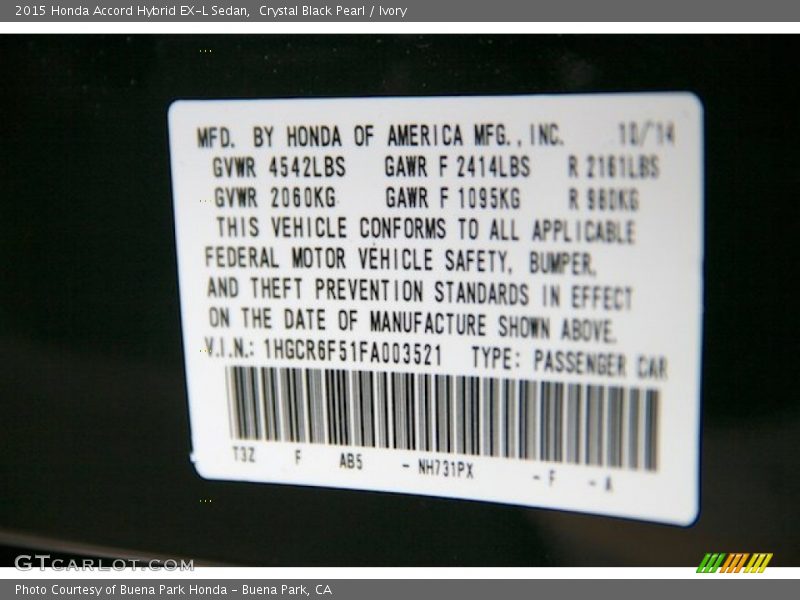 2015 Honda Accord Hybrid EX-L Sedan,  Crystal Black Pearl / Ivory
MFD. BY HONDA OF AMERICA MFG., INC. 10/14
GVWR 4542LBS GAWR F 2414LBS R 2161LBS
GVWR 2060KG GAWR F 1095KG R 980KG
THIS VEHICLE CONFORMS TO ALL APPLICABLE
FEDERAL MOTOR VEHICLE SAFETY, BUMPER,
AND THEFT PREVENTION STANDARDS IN EFFECT
ON THE DATE OF MANUFACTURE SHOWN ABOVE.
V.I.N.: 1HGCR6F51FA003521 TYPE: PASSENGER CAR
T3Z F AB5 - NH731PX - F - A
GTCARLOT.COM
Photo Courtesy of Buena Park Honda - Buena Park, CA